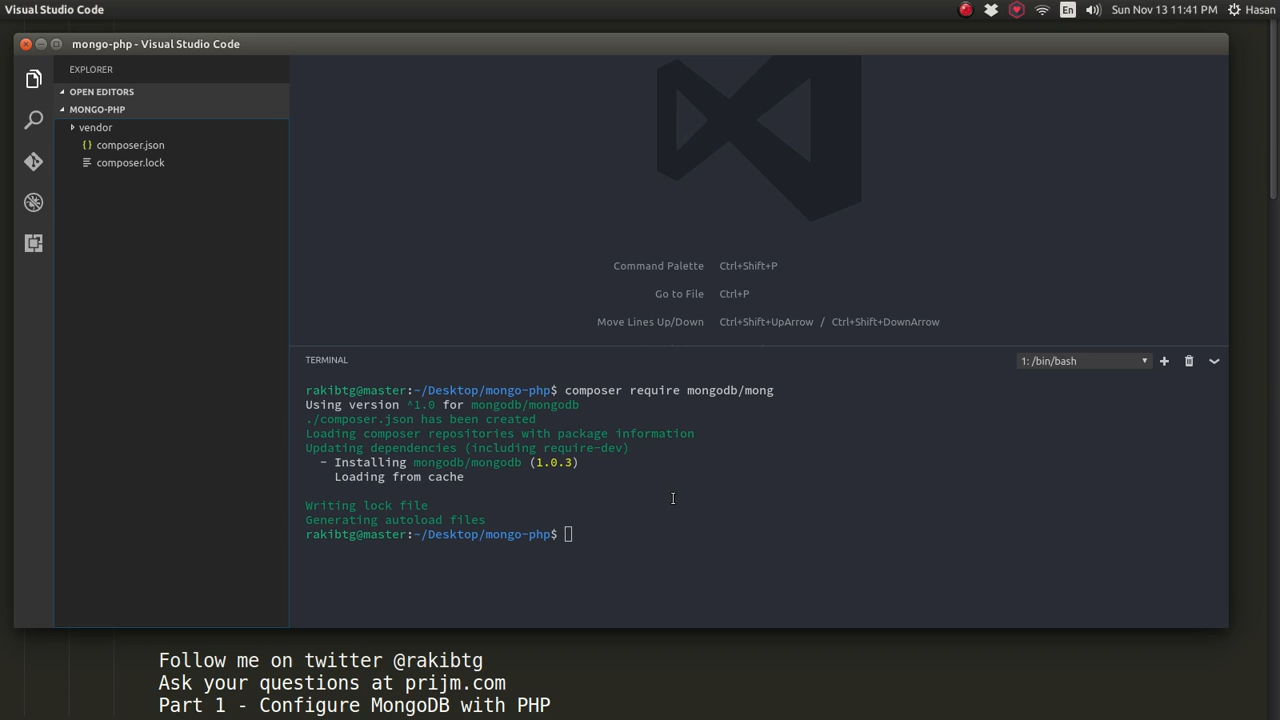 Visual Studio Code
En
Sun Nov 13 11:41 PM
Hasan
mongo-php - Visual Studio Code
EXPLORER
OPEN EDITORS
MONGO-PHP
vendor
{} composer.json
composer.lock
Command Palette Ctrl+Shift+P
Go to File Ctrl+P
Move Lines Up/Down Ctrl+Shift+UpArrow / Ctrl+Shift+DownArrow
TERMINAL
1: /bin/bash
rakibtg@master:~/Desktop/mongo-php$ composer require mongodb/mong
Using version ^1.0 for mongodb/mongodb
./composer.json has been created
Loading composer repositories with package information
Updating dependencies (including require-dev)
- Installing mongodb/mongodb (1.0.3)
Loading from cache
Writing lock file
Generating autoload files
rakibtg@master:~/Desktop/mongo-php$
Follow me on twitter @rakibtg
Ask your questions at prijm.com
Part 1 - Configure MongoDB with PHP